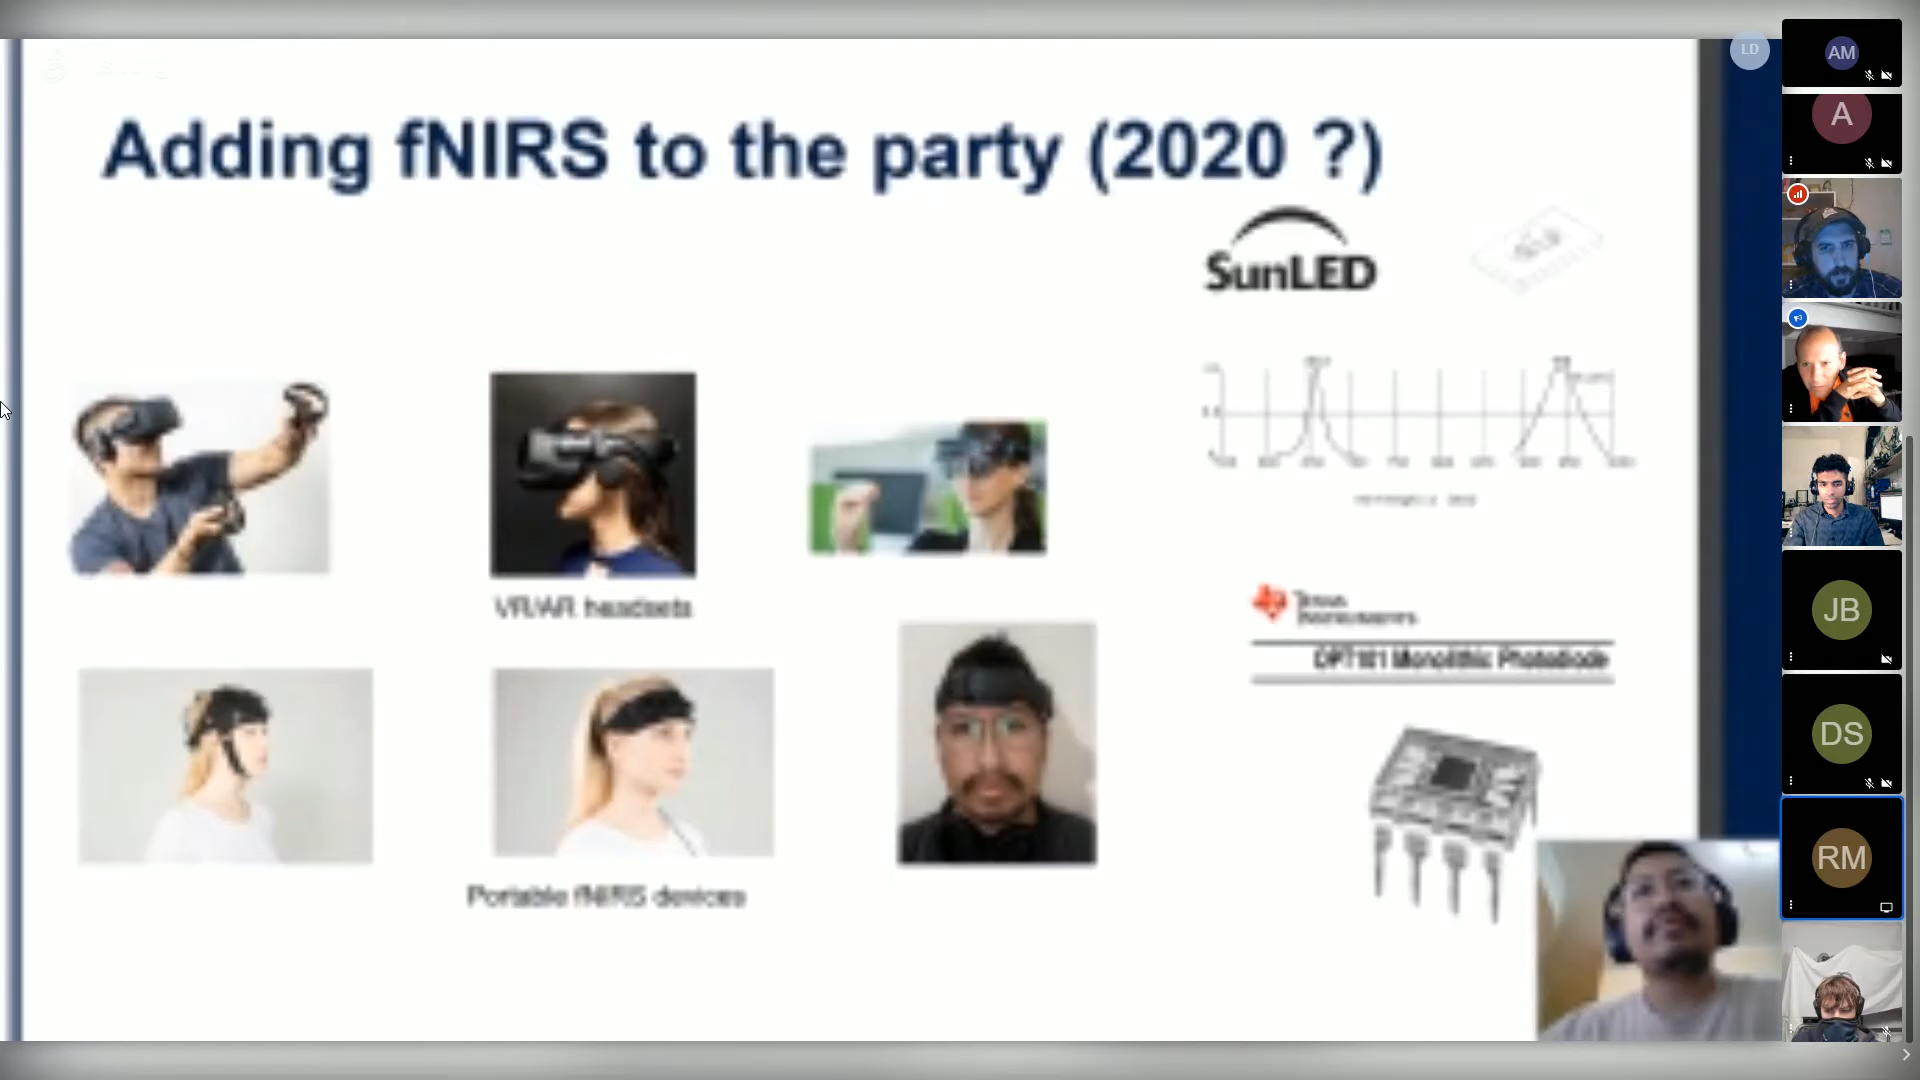 Adding fNIRS to the party (2020 ?)
SunLED
VR/AR headsets
Texas
Instruments
OPT101 Monolithic Photodiode
Portable fNIRS devices
LD
AM
A
JB
DS
RM